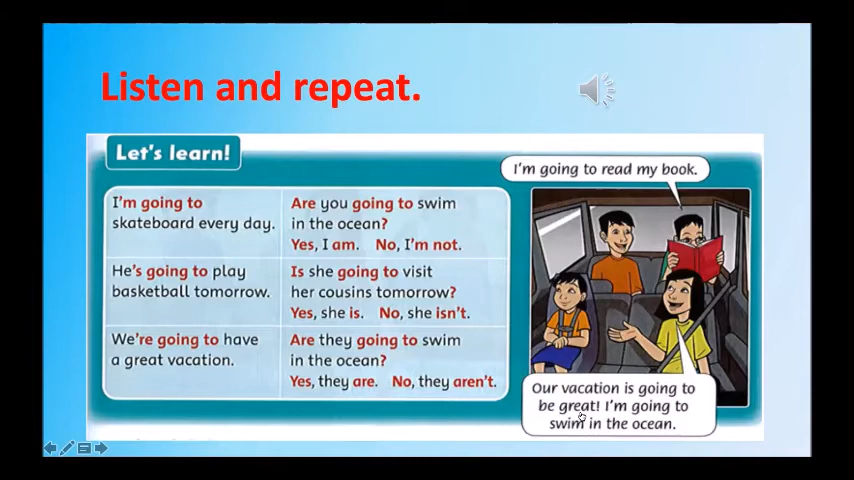 Listen and repeat.
Let's learn!
I'm going to
skateboard every day.
Are you going to swim
in the ocean?
Yes, I am. No, I'm not.
He's going to play
basketball tomorrow.
Is she going to visit
her cousins tomorrow?
Yes, she is. No, she isn't.
We're going to have
a great vacation.
Are they going to swim
in the ocean?
Yes, they are. No, they aren't.
I'm going to read my book.
Our vacation is going to
be great! I'm going to
swim in the ocean.